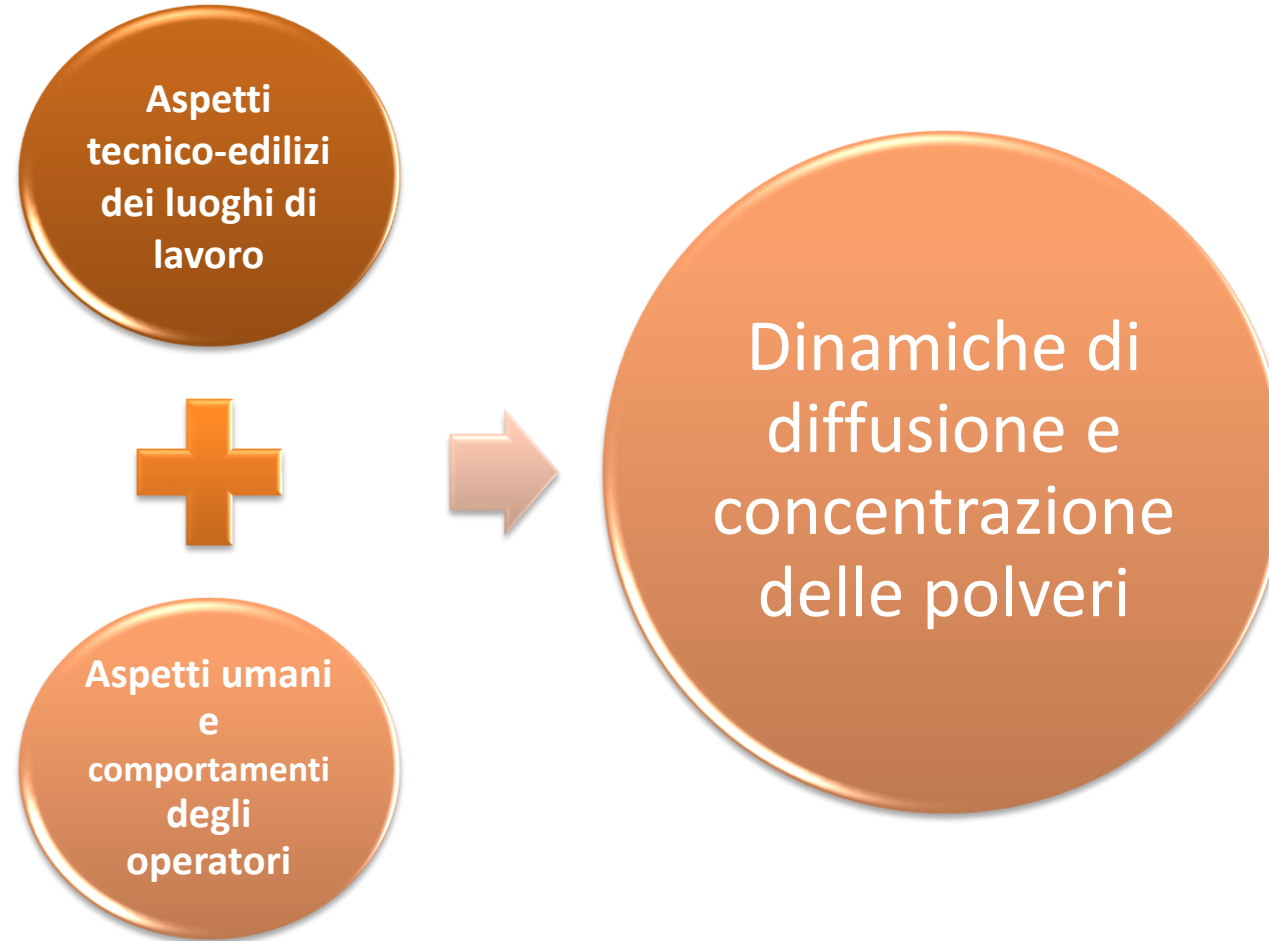 Aspetti
tecnico-edilizi
dei luoghi di
lavoro
Aspetti umani
e
comportamenti
degli
operatori
Dinamiche di
diffusione e
concentrazione
delle polveri